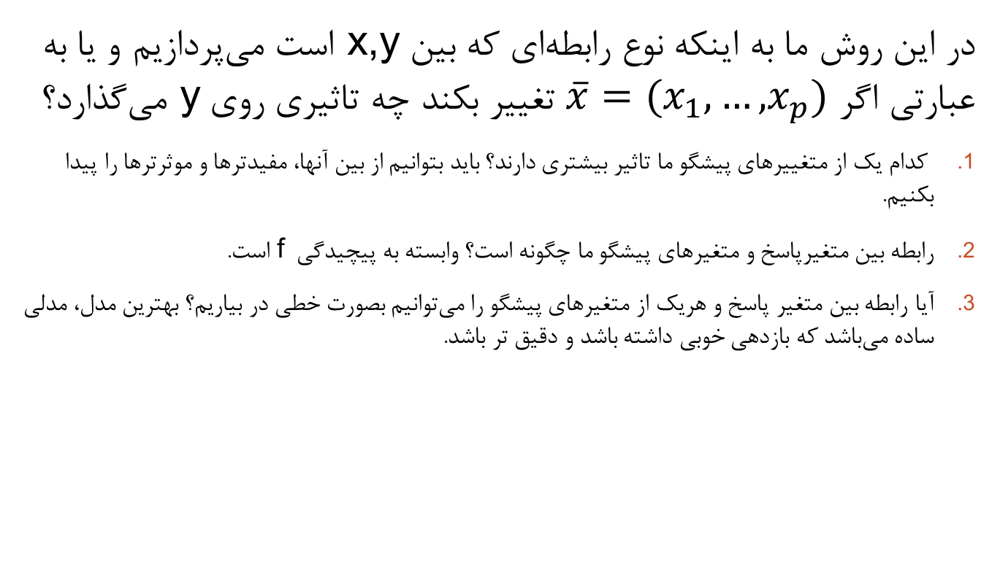 در این روش ما به اینکه نوع رابطه‌ای که بین x,y است می‌پردازیم و یا به
عبارتی اگر x̄ = (x₁, … ,xₚ) تغییر بکند چه تاثیری روی y می‌گذارد؟
1. کدام یک از متغییرهای پیشگو ما تاثیر بیشتری دارند؟ باید بتوانیم از بین آنها، مفیدترها و موثرترها را پیدا
بکنیم.
2. رابطه بین متغیرپاسخ و متغیرهای پیشگو ما چگونه است؟ وابسته به پیچیدگی f است.
3. آیا رابطه بین متغیر پاسخ و هریک از متغیرهای پیشگو را می‌توانیم بصورت خطی در بیاریم؟ بهترین مدل، مدلی
ساده می‌باشد که بازدهی خوبی داشته باشد و دقیق تر باشد.